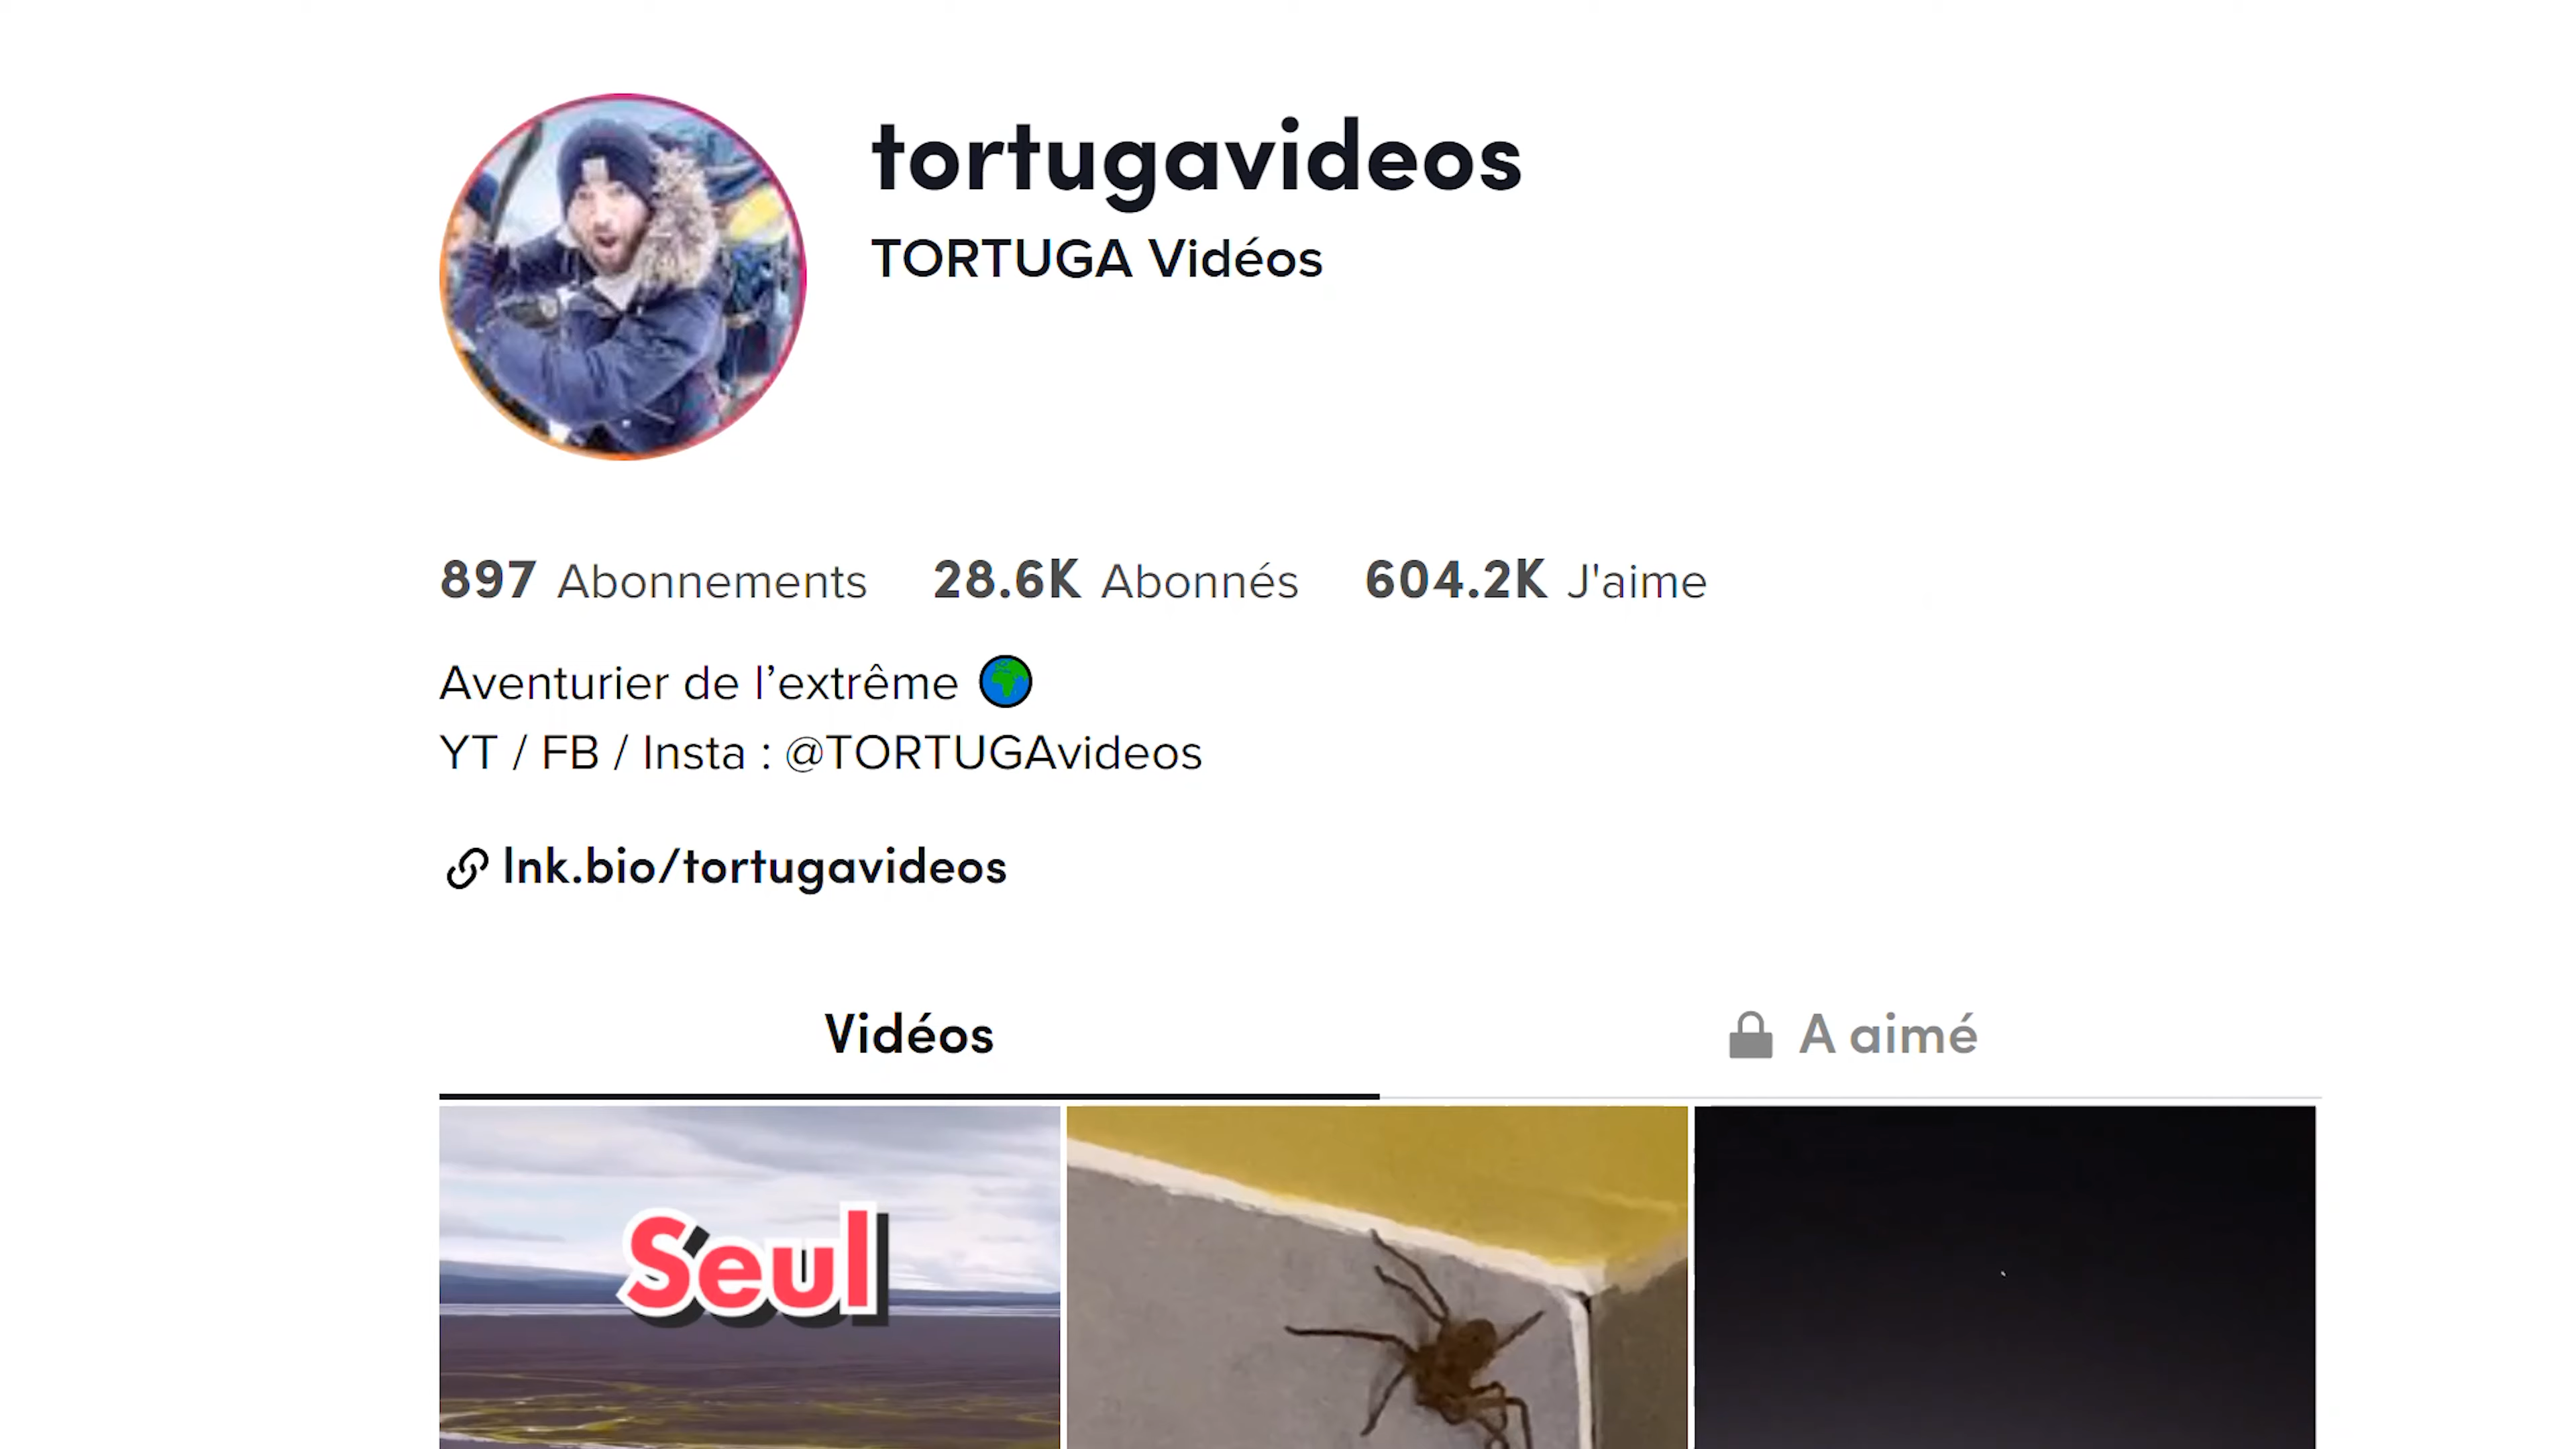 tortugavideos
TORTUGA Vidéos
897 Abonnements 28.6K Abonnés 604.2K J'aime
Aventurier de l’extrême
YT / FB / Insta : @TORTUGAvideos
lnk.bio/tortugavideos
Vidéos
A aimé
Seul